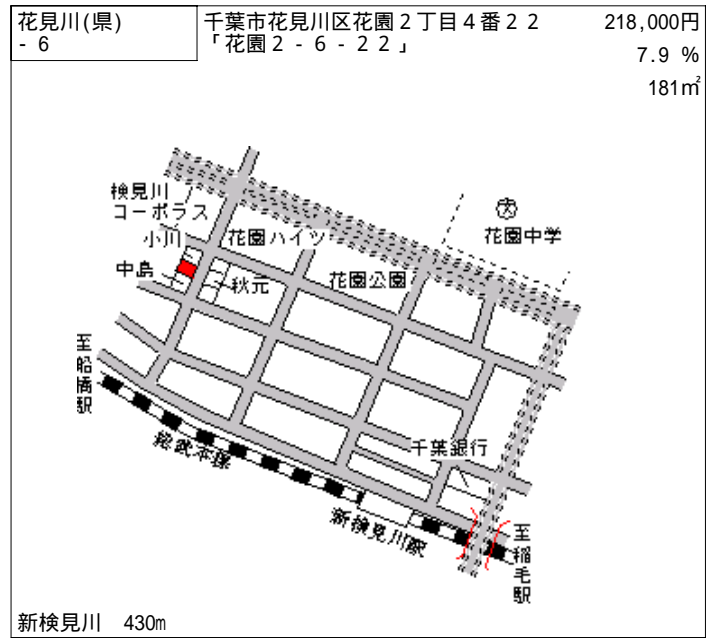 花見川(県)
- 6
千葉市花見川区花園２丁目４番２２
「花園２－６－２２」
218,000円
7.9 %
181㎡
検見川
コーポラス
小川
花園ハイツ
花園中学
中島
秋元
花園公園
至船橋駅
総武本線
千葉銀行
新検見川駅
至稲毛駅
新検見川　430m